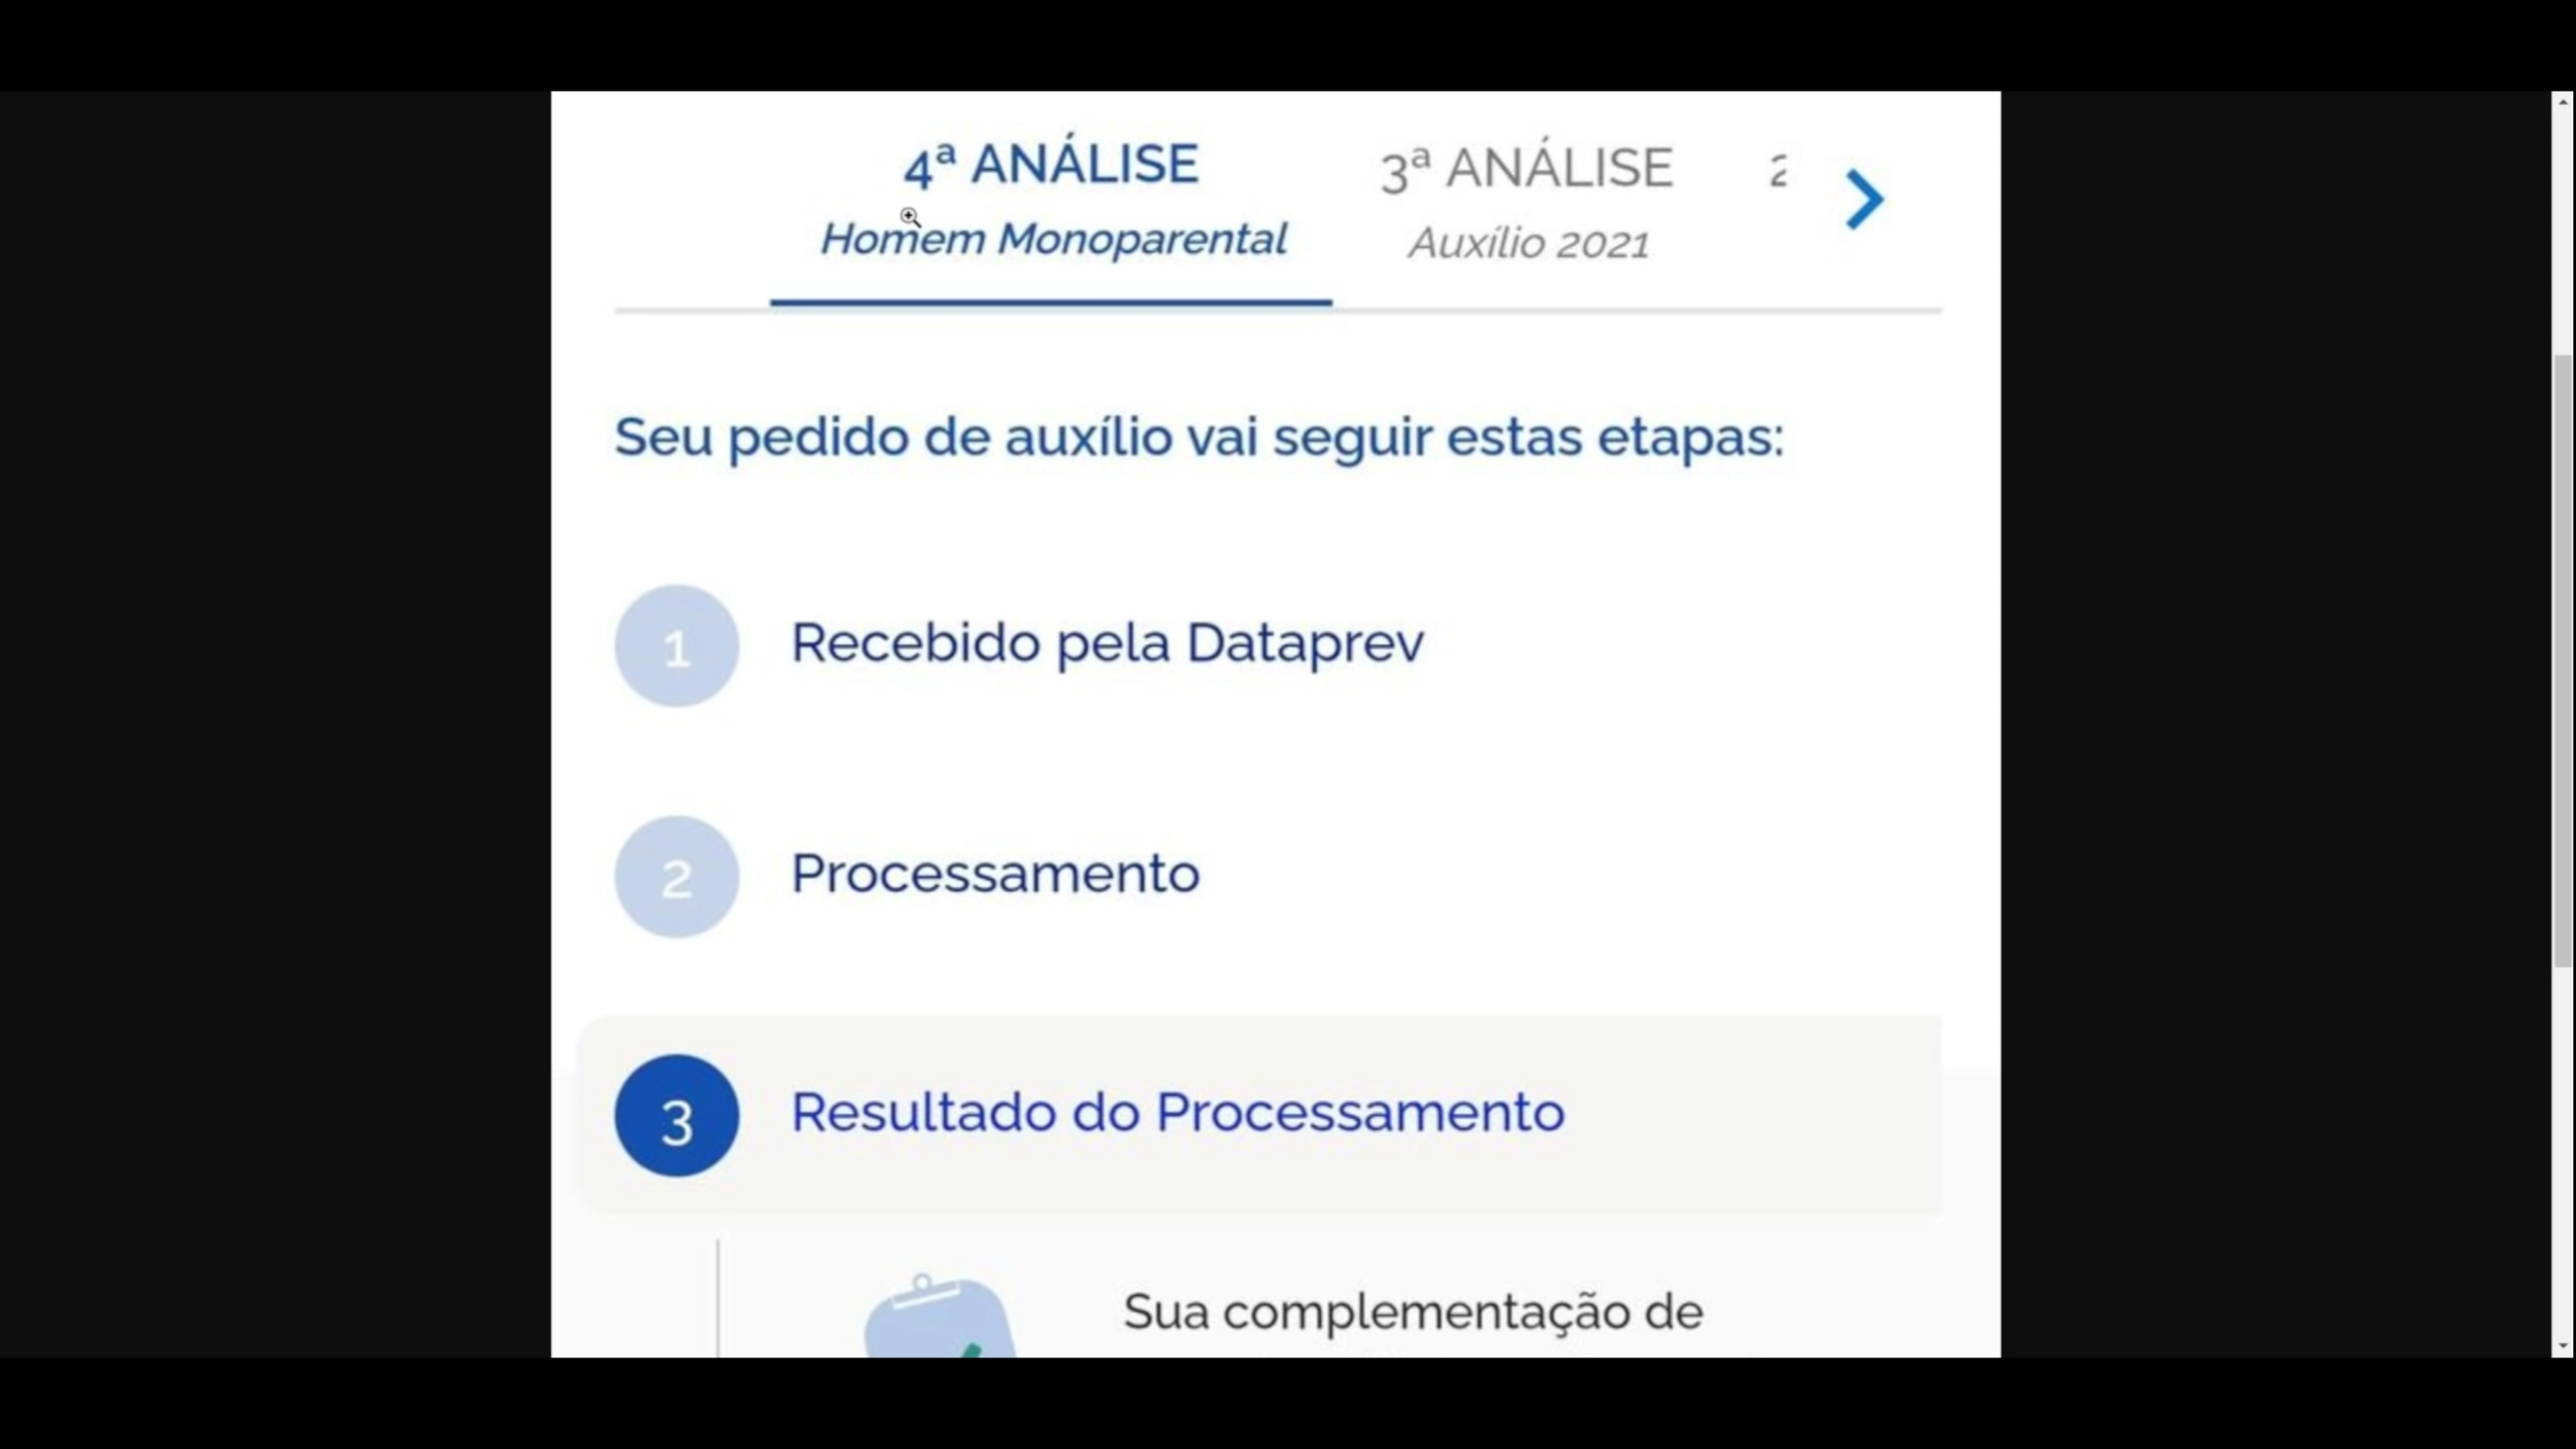 4ª ANÁLISE
Homem Monoparental
3ª ANÁLISE
Auxílio 2021
2
Seu pedido de auxílio vai seguir estas etapas:
1
Recebido pela Dataprev
2
Processamento
3
Resultado do Processamento
Sua complementação de